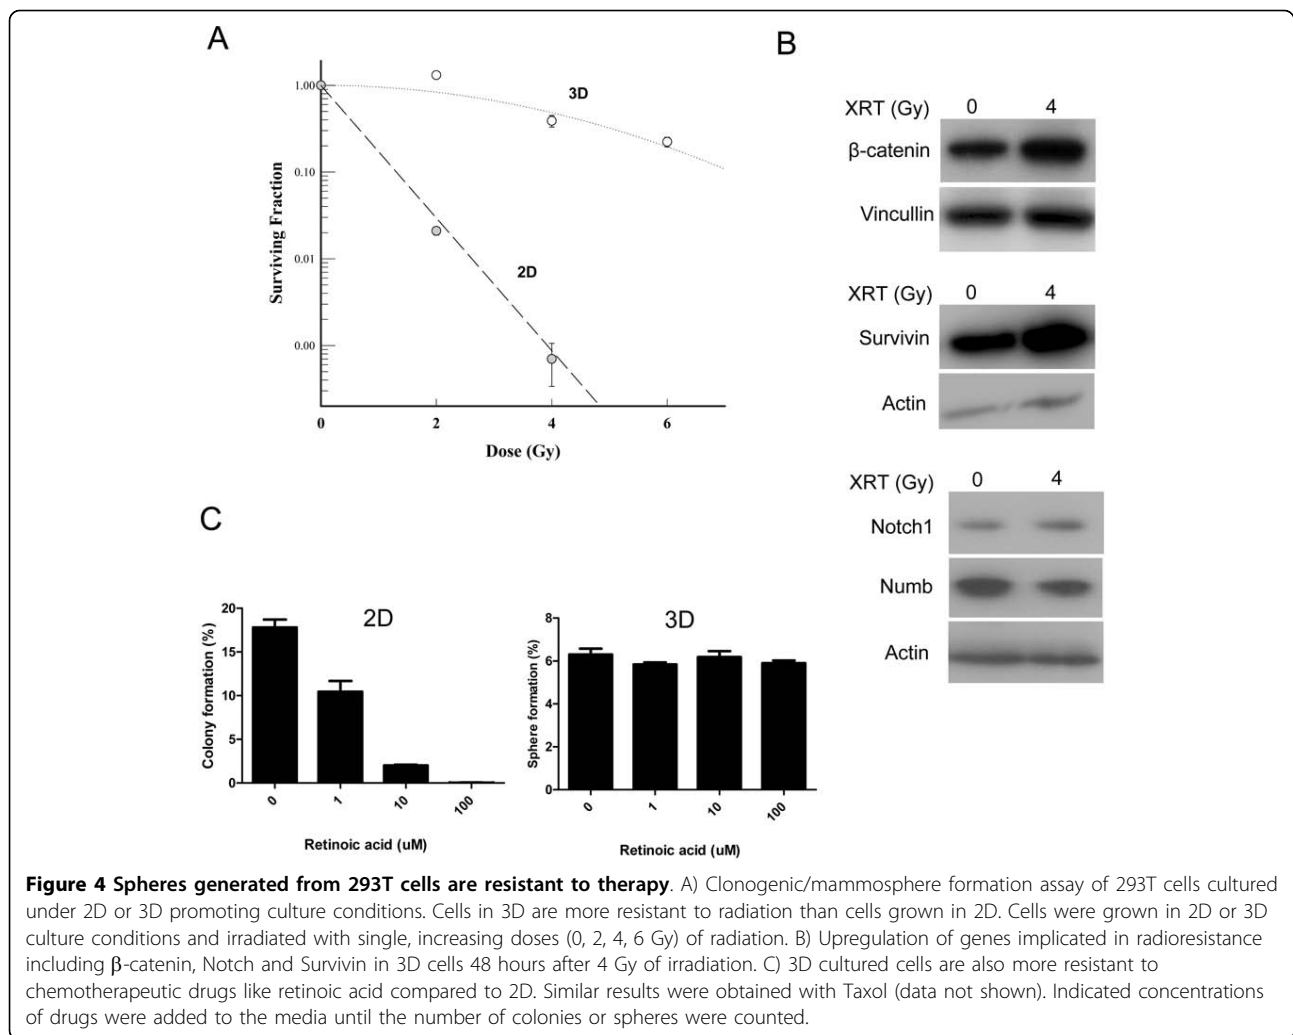 A
1.00
0.10
0.01
0.00
Surviving Fraction
3D
2D
0
2
4
6
Dose (Gy)
B
XRT (Gy) 0 4
β-catenin
Vincullin
XRT (Gy) 0 4
Survivin
Actin
XRT (Gy) 0 4
Notch1
Numb
Actin
C
2D
20
15
10
5
0
Colony formation (%)
0 1 10 100
Retinoic acid (uM)
3D
8
6
4
2
0
Sphere formation (%)
0 1 10 100
Retinoic acid (uM)
Figure 4 Spheres generated from 293T cells are resistant to therapy. A) Clonogenic/mammosphere formation assay of 293T cells cultured
under 2D or 3D promoting culture conditions. Cells in 3D are more resistant to radiation than cells grown in 2D. Cells were grown in 2D or 3D
culture conditions and irradiated with single, increasing doses (0, 2, 4, 6 Gy) of radiation. B) Upregulation of genes implicated in radioresistance
including β-catenin, Notch and Survivin in 3D cells 48 hours after 4 Gy of irradiation. C) 3D cultured cells are also more resistant to
chemotherapeutic drugs like retinoic acid compared to 2D. Similar results were obtained with Taxol (data not shown). Indicated concentrations
of drugs were added to the media until the number of colonies or spheres were counted.